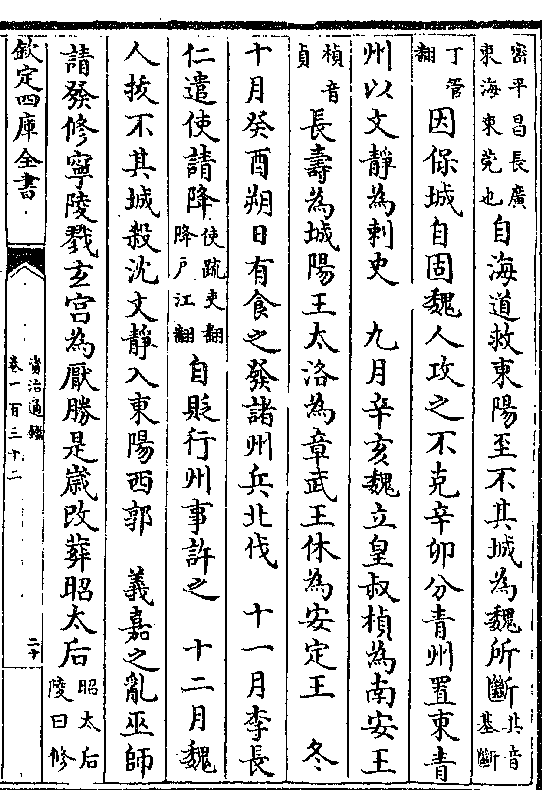 密平昌長廣東海東莞也自海道救東陽至不其城為魏所斷其音基斷
丁管翻因保城自固魏人攻之不克辛卯分青州置東青
州以文靜為刺史　九月辛亥魏立皇叔楨為南安王
楨音貞長壽為城陽王太洛為章武王休為安定王　冬
十月癸酉朔日有食之發諸州兵北伐　十一月李長
仁遣使請降使疏吏翻降戶江翻自貶行州事許之　十二月魏
人拔不其城殺沈文靜入東陽西郭　義嘉之亂巫師
請發修寧陵戮玄宮為厭勝是歲改葬昭太后昭太后陵曰修
欽定四庫全書
資治通鑑
卷一百三十二
二十